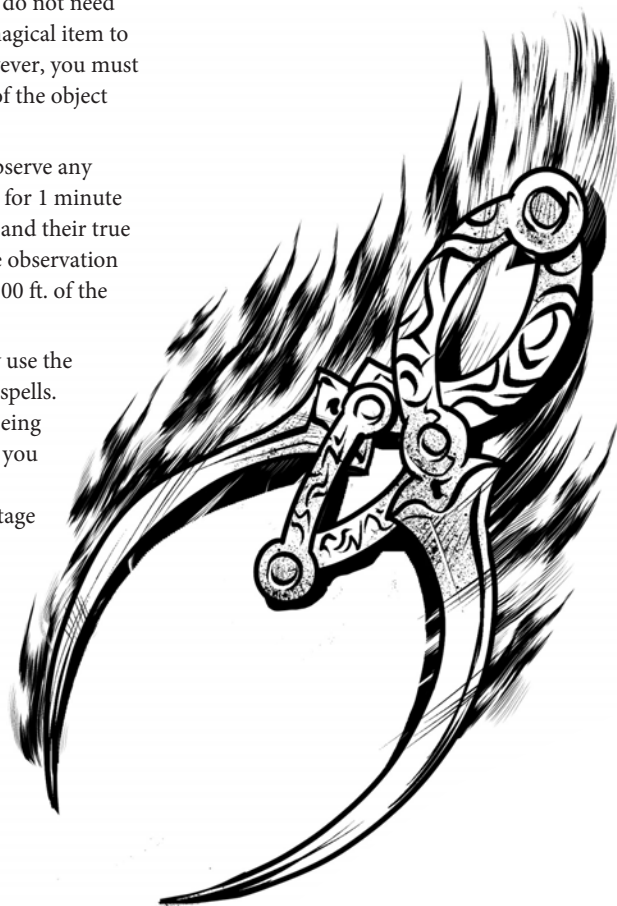 do not need
nagical item to
ever, you must
of the object
bserve any
for 1 minute
and their true
e observation
00 ft. of the
use the
spells.
eing
you
tage